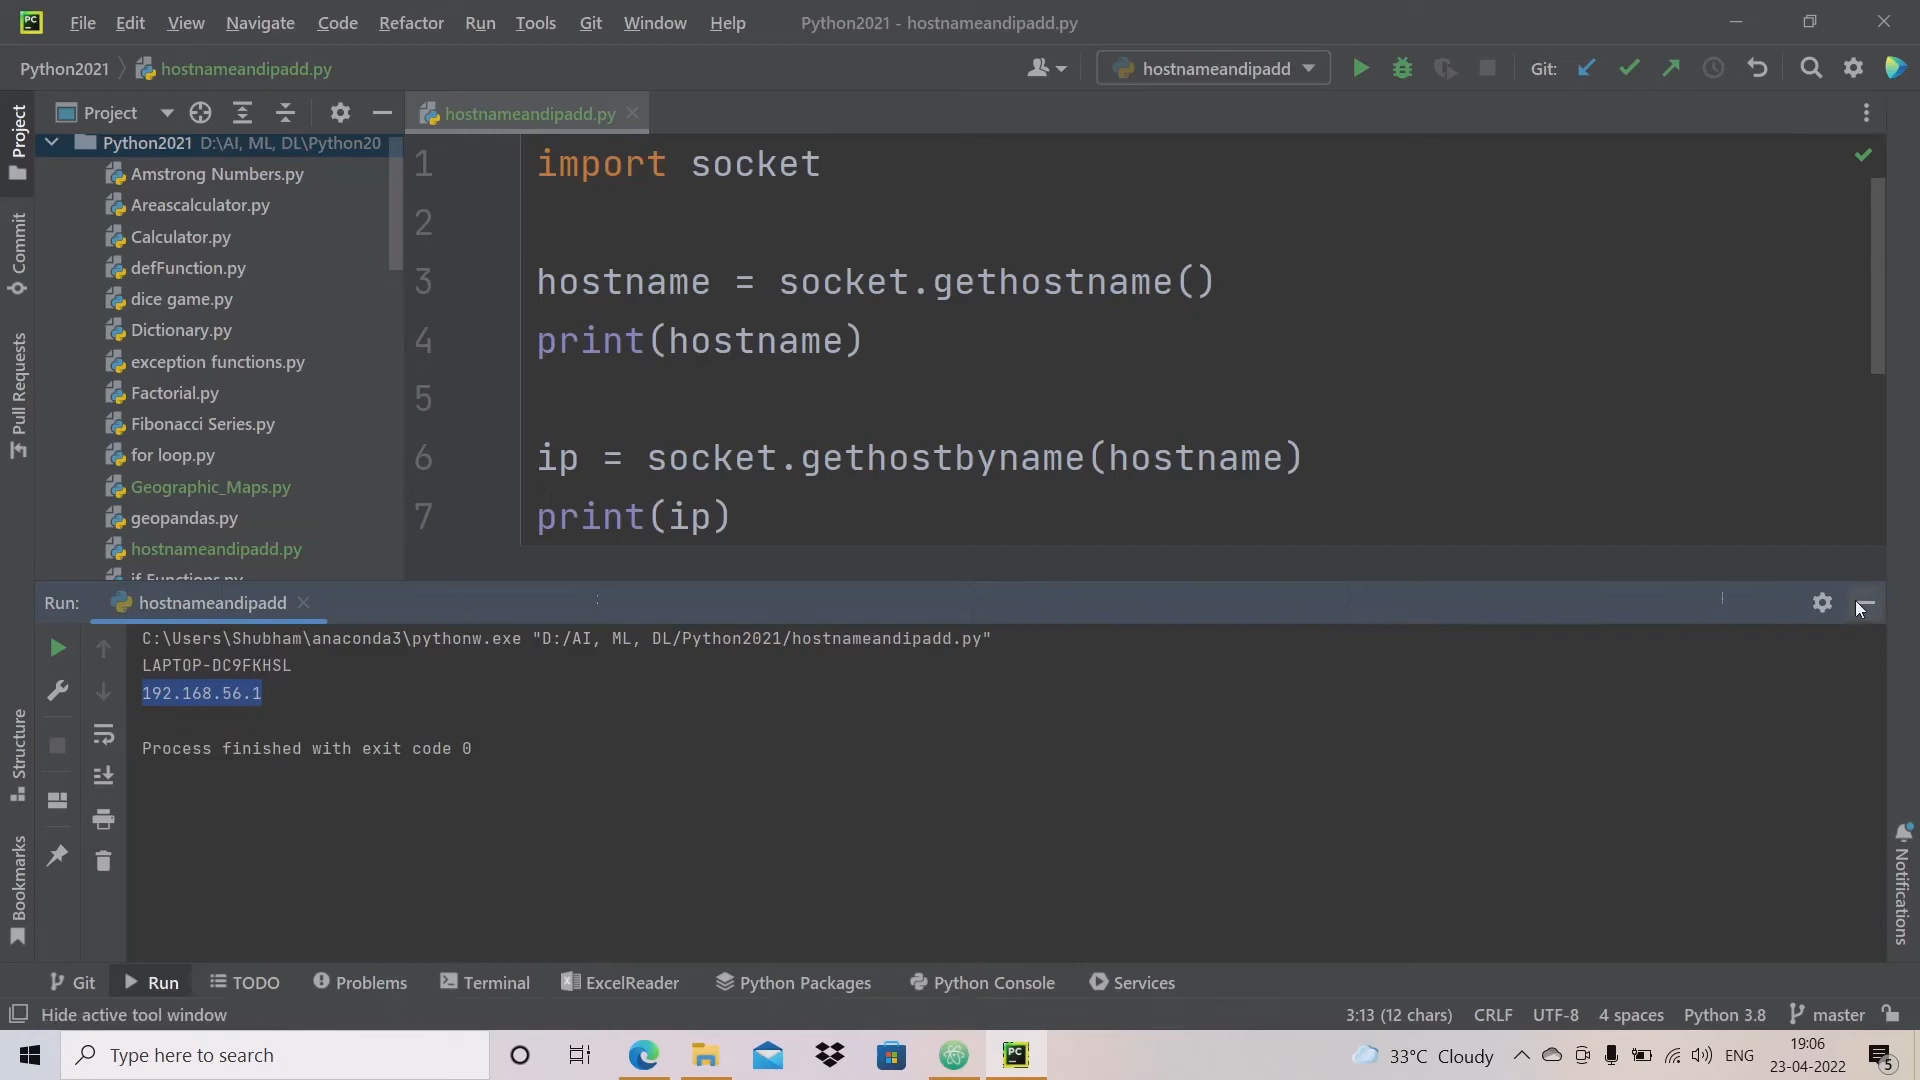 PC File Edit View Navigate Code Refactor Run Tools Git Window Help Python2021 - hostnameandipadd.py
Python2021 hostnameandipadd.py hostnameandipadd Git:
Project hostnameandipadd.py
Project
Commit
Pull Requests
Structure
Bookmarks
Python2021 D:\AI, ML, DL\Python20
Amstrong Numbers.py
Areascalculator.py
Calculator.py
defFunction.py
dice game.py
Dictionary.py
exception functions.py
Factorial.py
Fibonacci Series.py
for loop.py
Geographic_Maps.py
geopandas.py
hostnameandipadd.py
if Functions.py
1 import socket
2
3 hostname = socket.gethostname()
4 print(hostname)
5
6 ip = socket.gethostbyname(hostname)
7 print(ip)
Run: hostnameandipadd
C:\Users\Shubham\anaconda3\pythonw.exe "D:/AI, ML, DL/Python2021/hostnameandipadd.py"
LAPTOP-DC9FKHSL
192.168.56.1
Process finished with exit code 0
Notifications
Git Run TODO Problems Terminal ExcelReader Python Packages Python Console Services
Hide active tool window 3:13 (12 chars) CRLF UTF-8 4 spaces Python 3.8 master
Type here to search PC 33°C Cloudy ENG 19:06
23-04-2022 5